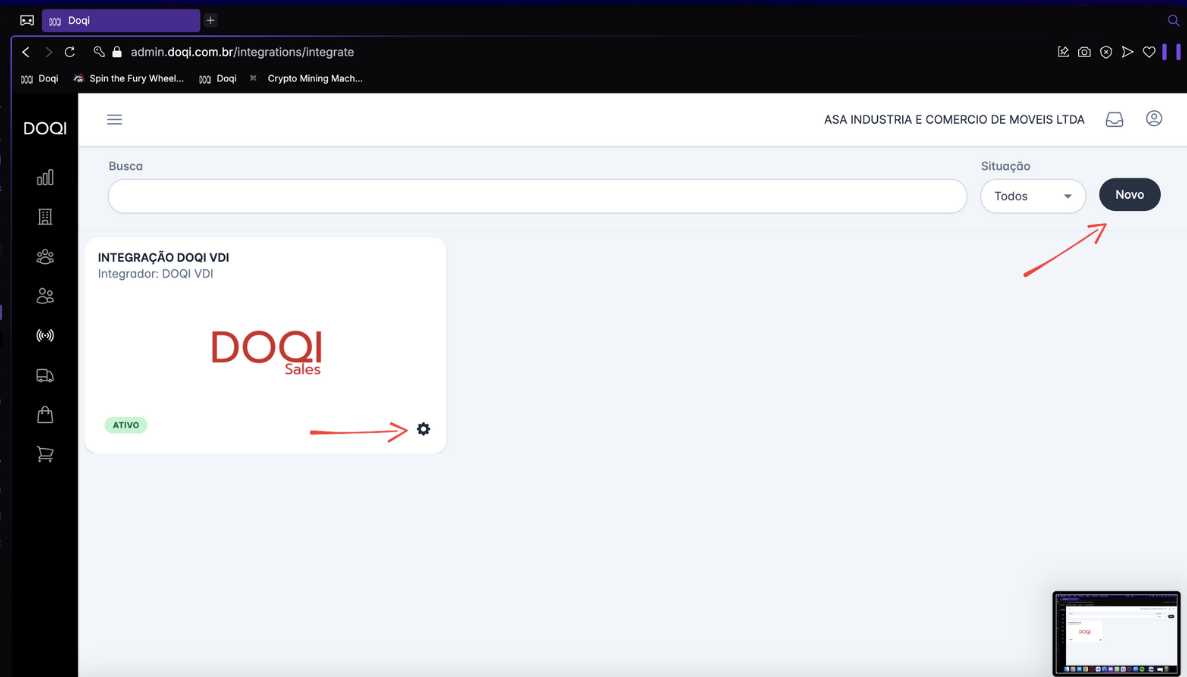 Doqi
admin.doqi.com.br/integrations/integrate
Doqi
Spin the Fury Wheel...
Doqi
Crypto Mining Mach...
DOQI
ASA INDUSTRIA E COMERCIO DE MOVEIS LTDA
Busca
Situação
Todos
Novo
INTEGRAÇÃO DOQI VDI
Integrador: DOQI VDI
DOQI
Sales
ATIVO
DOQI